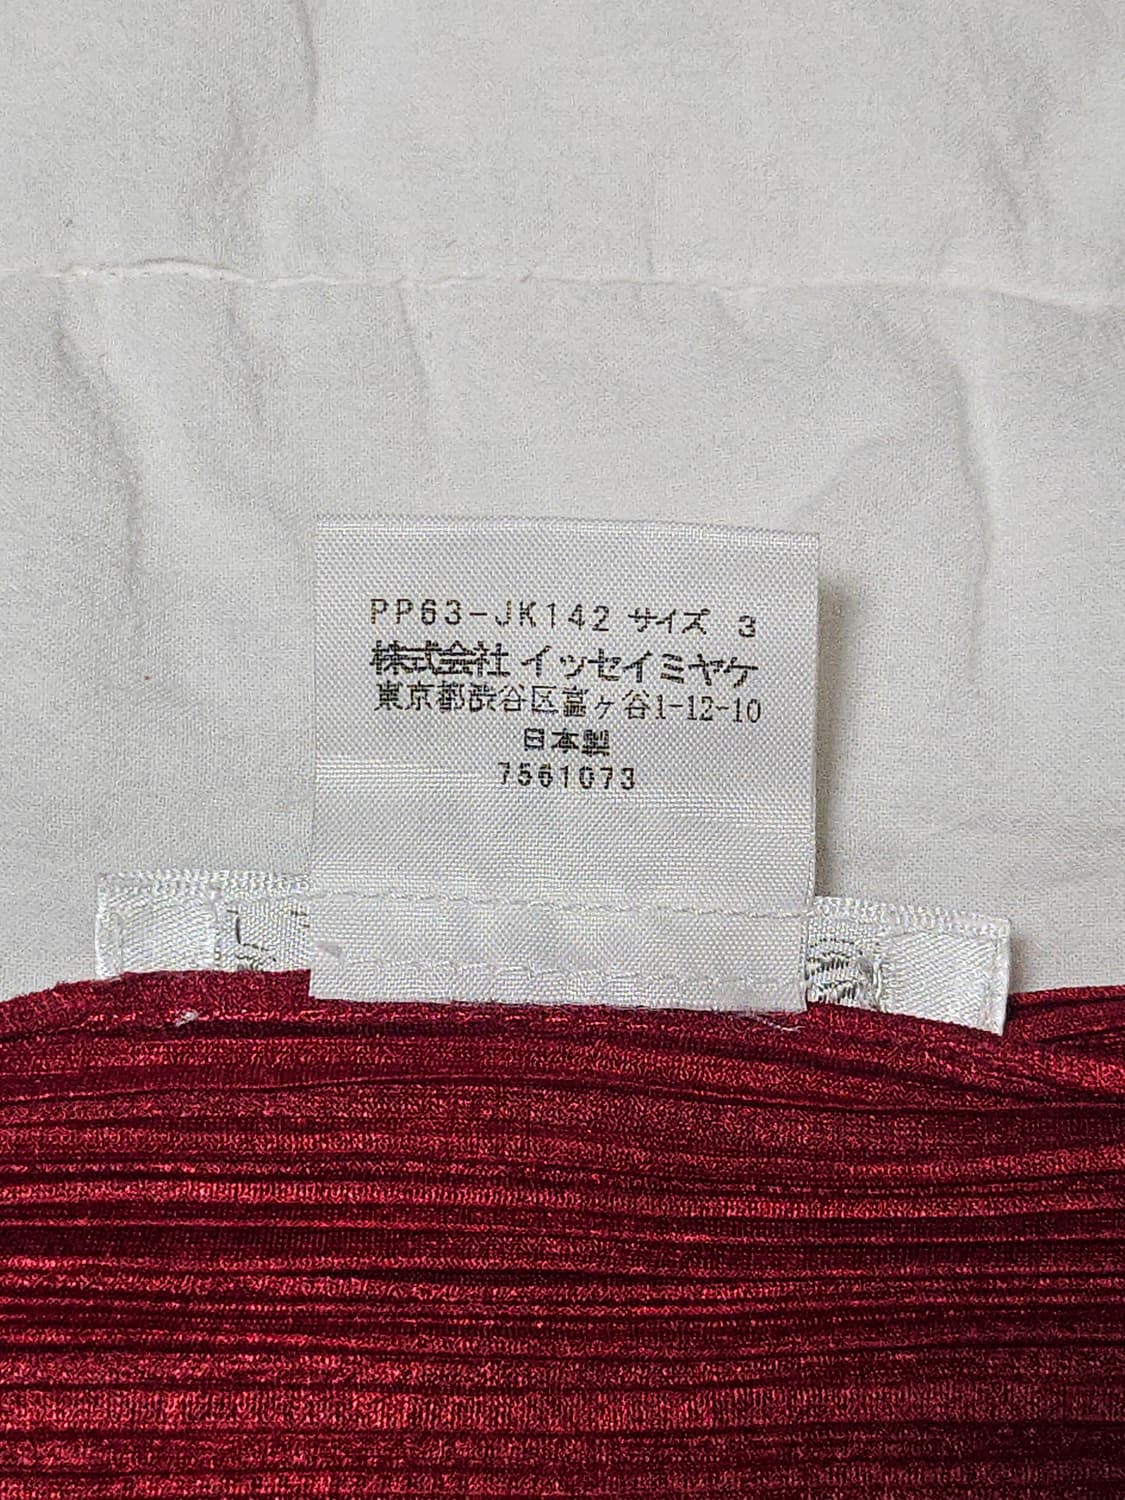 PP63-JK142 サイズ 3
株式会社 イッセイミヤケ
東京都渋谷区富ヶ谷1-12-10
日本製
7561073